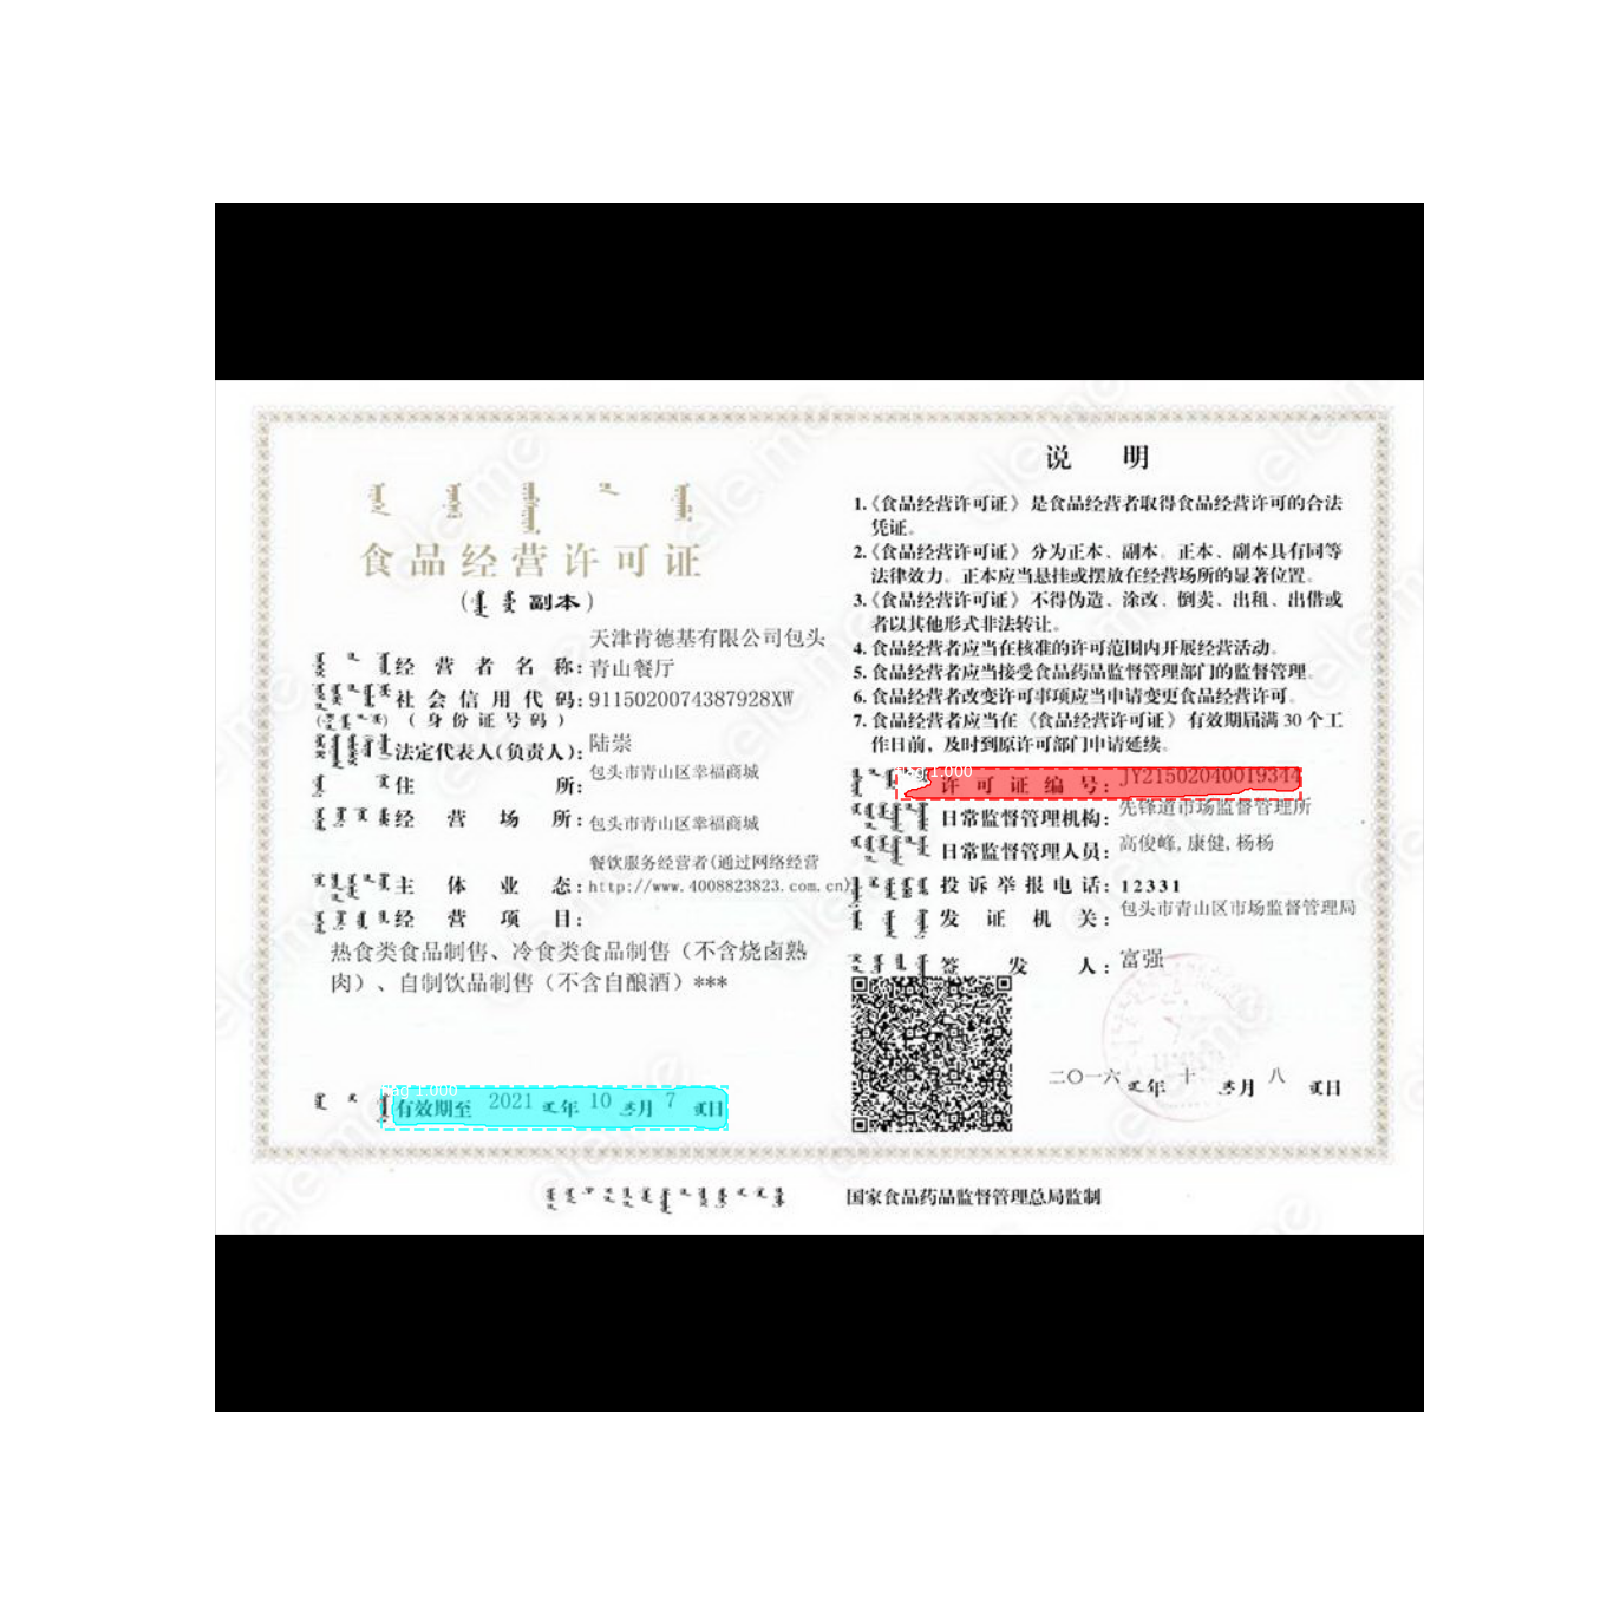 食品经营许可证
(副本)
天津肯德基有限公司包头
经营者名称:青山餐厅
社会信用代码:9115020074387928XW
(身份证号码)
法定代表人(负责人):陆崇
包头市青山区幸福商城
住所:
经营场所:包头市青山区幸福商城
餐饮服务经营者(通过网络经营
主体业态:http://www.4008823823.com.cn)
经营项目:
热食类食品制售、冷食类食品制售（不含烧卤熟
肉）、自制饮品制售（不含自酿酒）***
有效期至 2021 年 10 月 7 日
说明
1.《食品经营许可证》是食品经营者取得食品经营许可的合法
凭证。
2.《食品经营许可证》分为正本、副本。正本、副本具有同等
法律效力。正本应当悬挂或摆放在经营场所的显著位置。
3.《食品经营许可证》不得伪造、涂改、倒卖、出租、出借或
者以其他形式非法转让。
4.食品经营者应当在核准的许可范围内开展经营活动。
5.食品经营者应当接受食品药品监督管理部门的监督管理。
6.食品经营者改变许可事项应当申请变更食品经营许可。
7.食品经营者应当在《食品经营许可证》有效期届满30个工
作日前，及时到原许可部门申请延续。
许可证编号:JY21502040019344
日常监督管理机构:先锋道市场监督管理所
日常监督管理人员:高俊峰,康健,杨杨
投诉举报电话:12331
发证机关:包头市青山区市场监督管理局
签发人:富强
二〇一六年十月八日
国家食品药品监督管理总局监制
ele.me